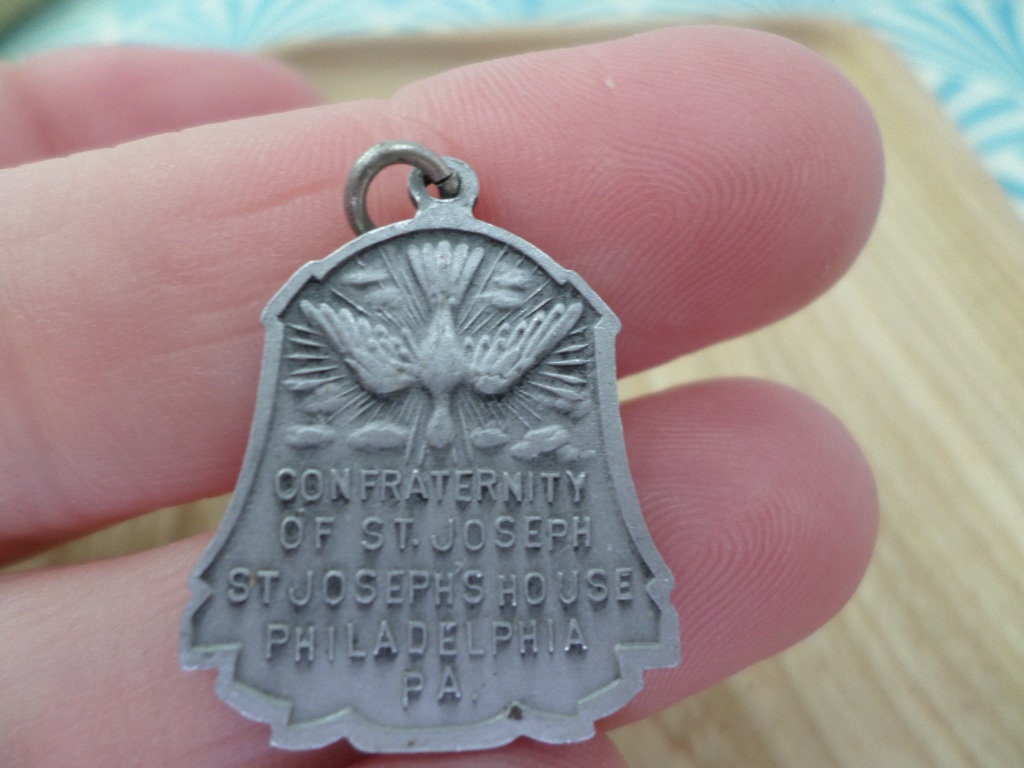 CONFRATERNITY
OF ST. JOSEPH
ST JOSEPH'S HOUSE
PHILADELPHIA
PA.